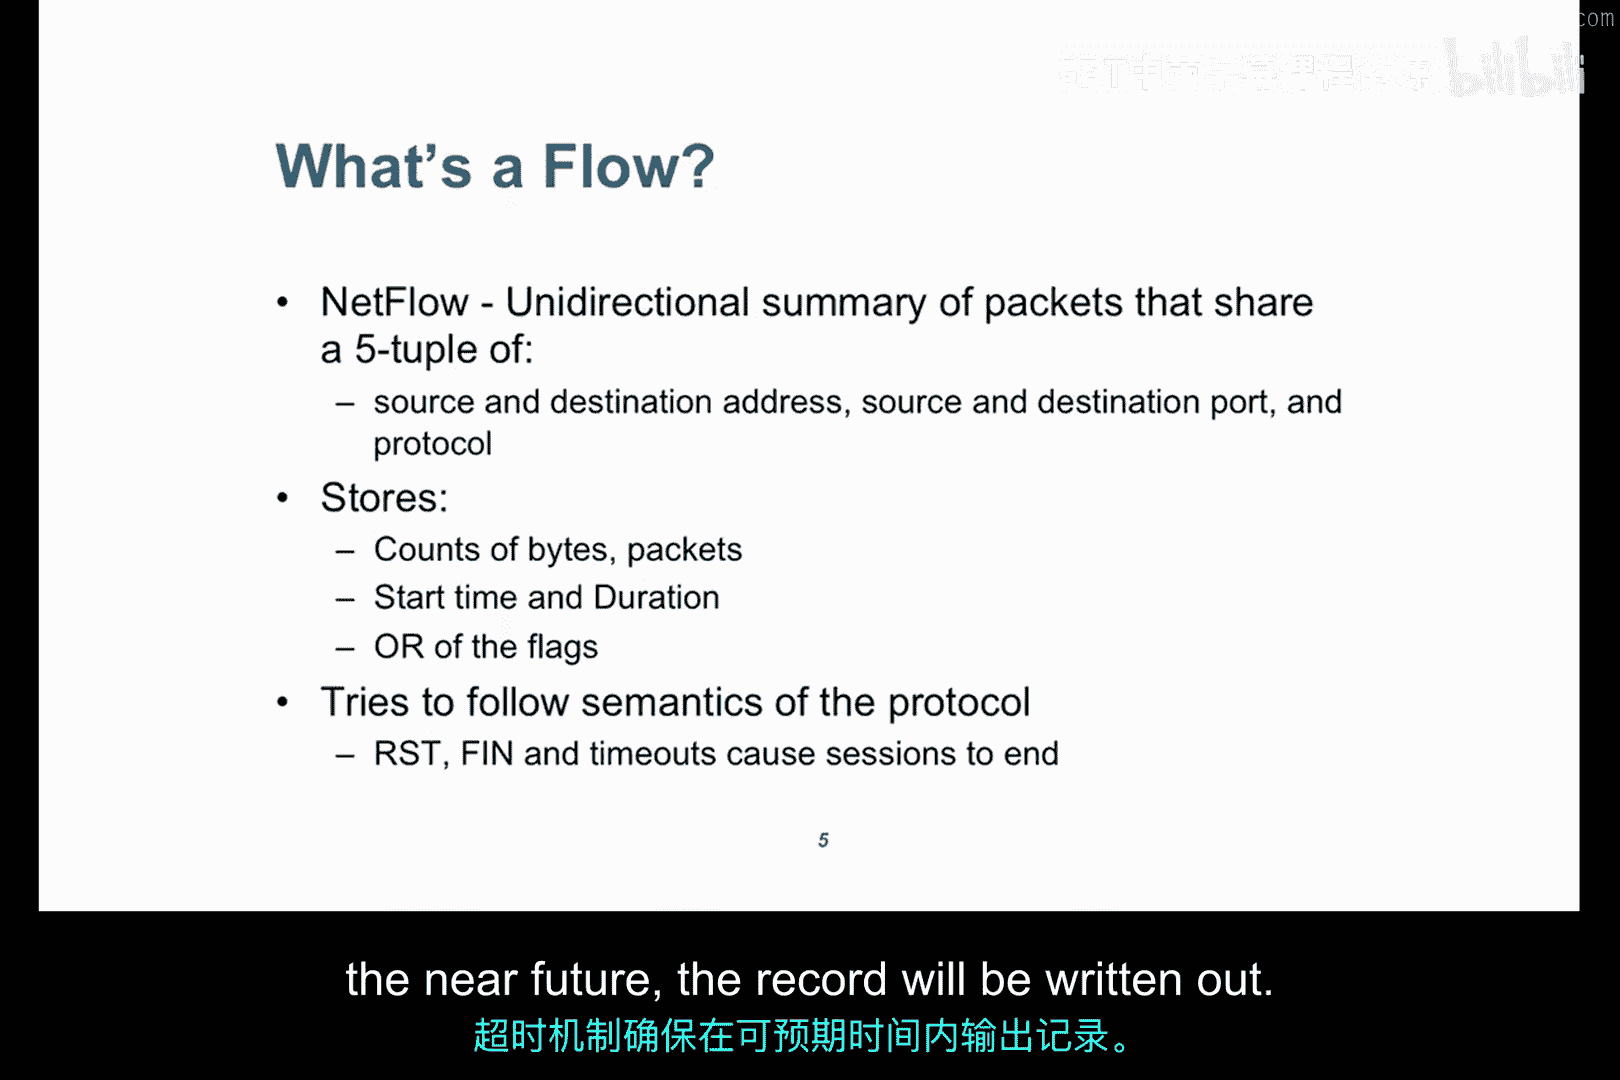 com
bilibili
What's a Flow?
• NetFlow - Unidirectional summary of packets that share
a 5-tuple of:
– source and destination address, source and destination port, and
protocol
• Stores:
– Counts of bytes, packets
– Start time and Duration
– OR of the flags
• Tries to follow semantics of the protocol
– RST, FIN and timeouts cause sessions to end
5
the near future, the record will be written out.
超时机制确保在可预期时间内输出记录。